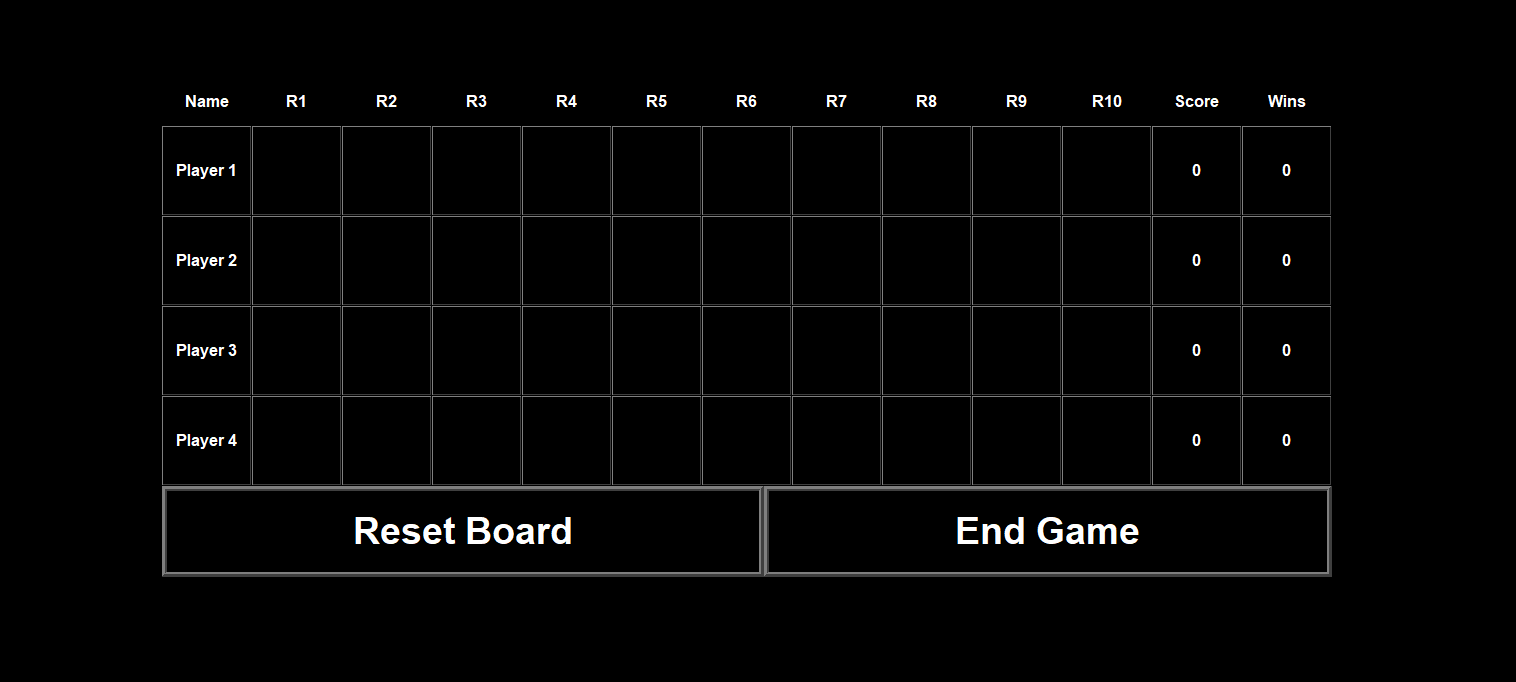 Name R1 R2 R3 R4 R5 R6 R7 R8 R9 R10 Score Wins
Player 1 0 0
Player 2 0 0
Player 3 0 0
Player 4 0 0
Reset Board End Game